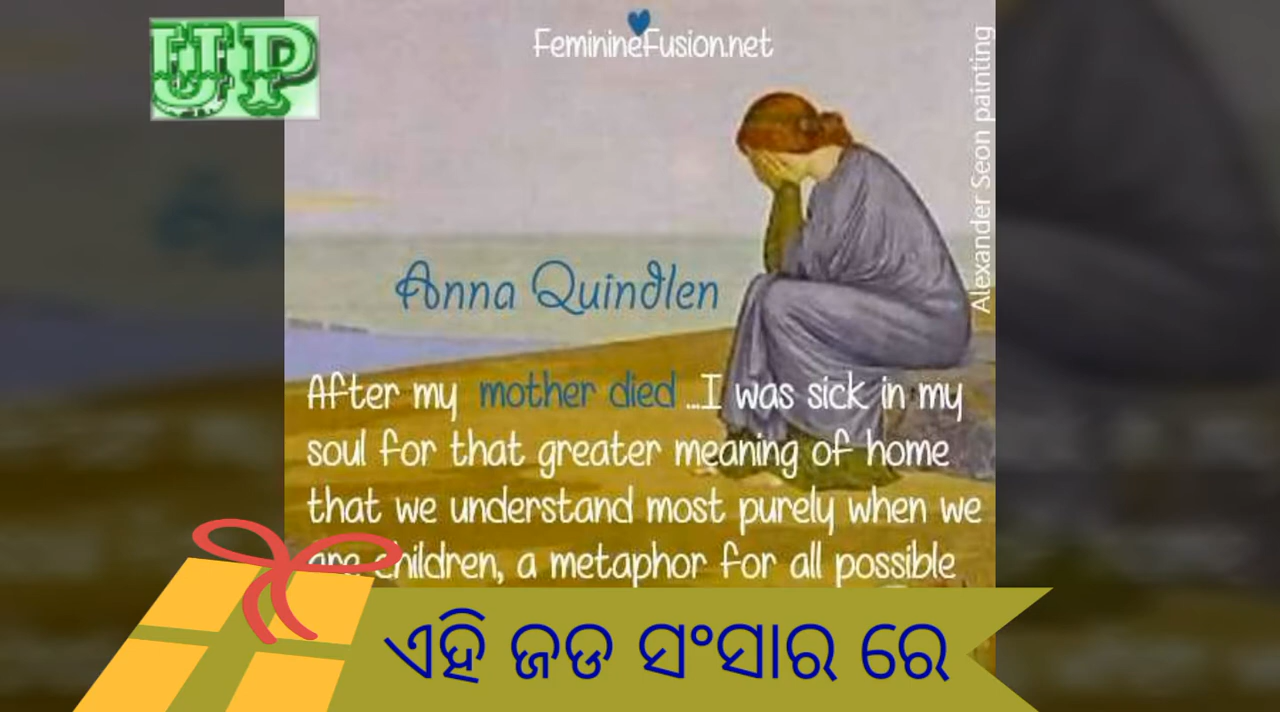 UP
FeminineFusion.net
Alexander Seon painting
Anna Quindlen
After my mother died ...I was sick in my
soul for that greater meaning of home
that we understand most purely when we
are children, a metaphor for all possible
ଏହି ଜଡ ସଂସାର ରେ